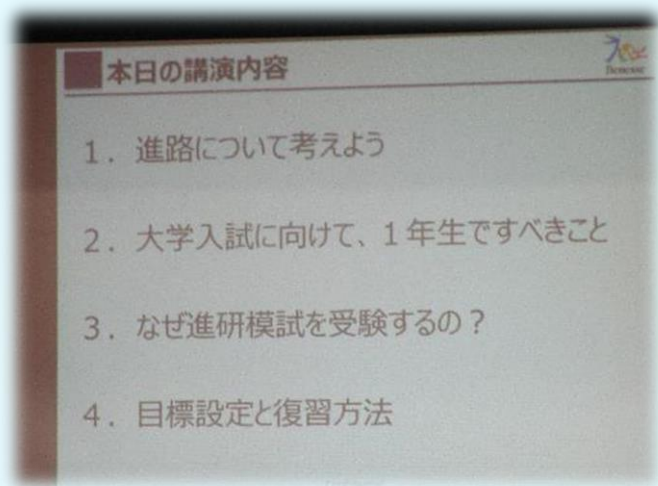 本日の講演内容
Benesse
1. 進路について考えよう
2. 大学入試に向けて、1年生ですべきこと
3. なぜ進研模試を受験するの？
4. 目標設定と復習方法